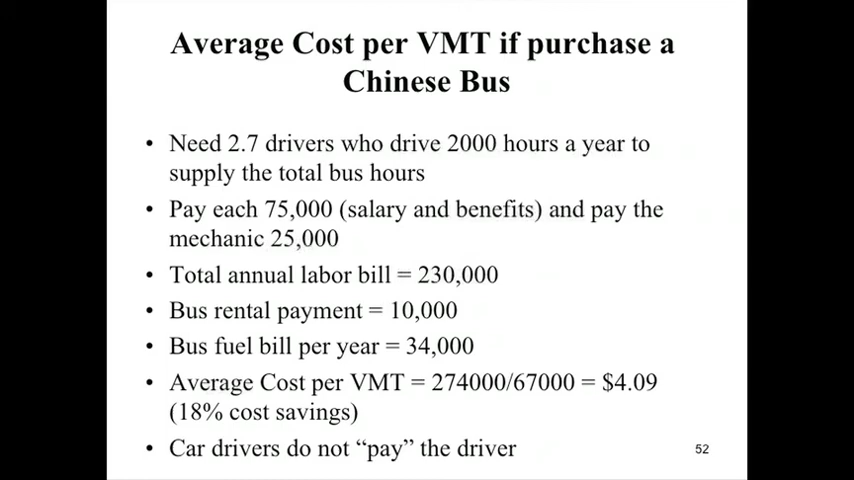 Average Cost per VMT if purchase a
Chinese Bus
• Need 2.7 drivers who drive 2000 hours a year to
supply the total bus hours
• Pay each 75,000 (salary and benefits) and pay the
mechanic 25,000
• Total annual labor bill = 230,000
• Bus rental payment = 10,000
• Bus fuel bill per year = 34,000
• Average Cost per VMT = 274000/67000 = $4.09
(18% cost savings)
• Car drivers do not “pay” the driver
52